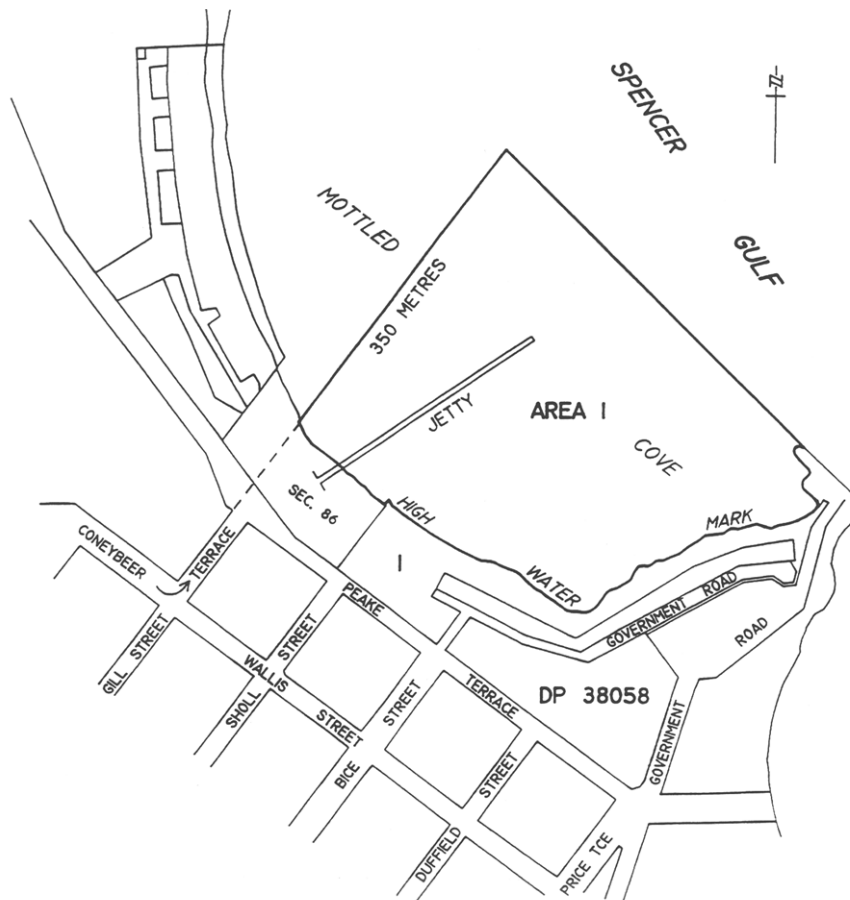 SPENCER
GULF
N
MOTTLED
COVE
350 METRES
JETTY
AREA 1
HIGH
WATER
MARK
SEC. 86
1
CONEYBEER
TERRACE
GILL STREET
SHOLL
STREET
WALLIS
STREET
PEAKE
TERRACE
BICE
STREET
DUFFIELD
STREET
PRICE TCE
GOVERNMENT ROAD
GOVERNMENT
ROAD
DP 38058